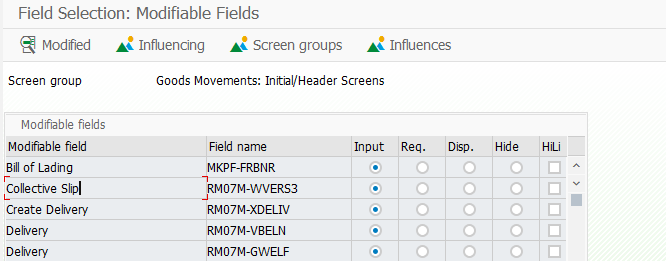 Field Selection: Modifiable Fields
Modified Influencing Screen groups Influences
Screen group Goods Movements: Initial/Header Screens
Modifiable fields
Modifiable field Field name Input Req. Disp. Hide HiLi
Bill of Lading MKPF-FRBNR
Collective Slip RM07M-WVERS3
Create Delivery RM07M-XDELIV
Delivery RM07M-VBELN
Delivery RM07M-GWELF